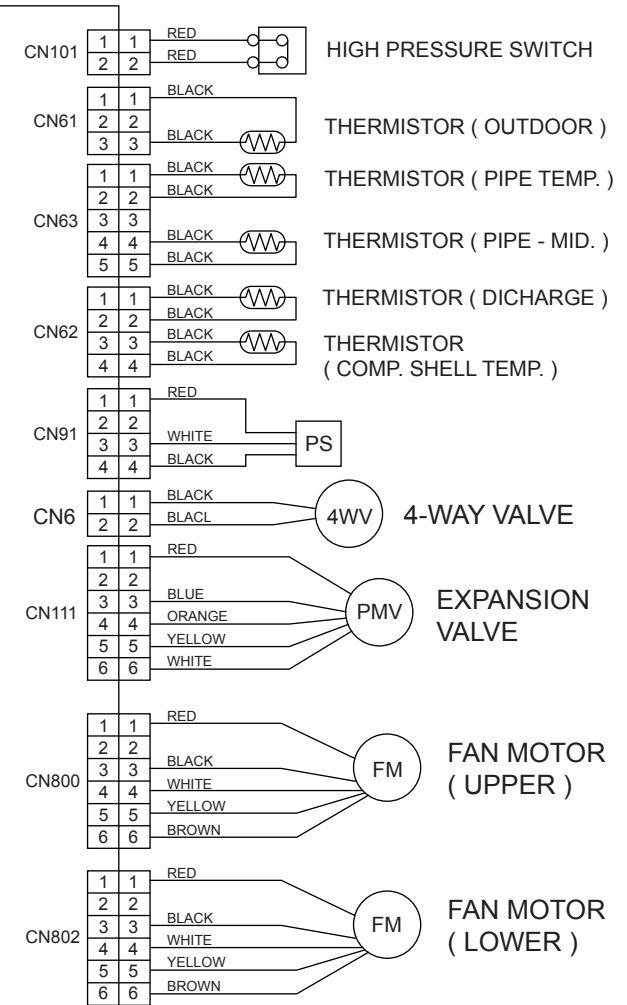 CN101
1 1 RED
2 2 RED
HIGH PRESSURE SWITCH
CN61
1 1 BLACK
2 2
3 3 BLACK
THERMISTOR ( OUTDOOR )
CN63
1 1 BLACK
2 2 BLACK
3 3
4 4 BLACK
5 5 BLACK
THERMISTOR ( PIPE TEMP. )
THERMISTOR ( PIPE - MID. )
CN62
1 1 BLACK
2 2 BLACK
3 3 BLACK
4 4 BLACK
THERMISTOR ( DICHARGE )
THERMISTOR
( COMP. SHELL TEMP. )
CN91
1 1 RED
2 2
3 3 WHITE
4 4 BLACK
PS
CN6
1 1 BLACK
2 2 BLACL
4WV
4-WAY VALVE
CN111
1 1 RED
2 2
3 3 BLUE
4 4 ORANGE
5 5 YELLOW
6 6 WHITE
PMV
EXPANSION
VALVE
CN800
1 1 RED
2 2
3 3 BLACK
4 4 WHITE
5 5 YELLOW
6 6 BROWN
FM
FAN MOTOR
( UPPER )
CN802
1 1 RED
2 2
3 3 BLACK
4 4 WHITE
5 5 YELLOW
6 6 BROWN
FM
FAN MOTOR
( LOWER )